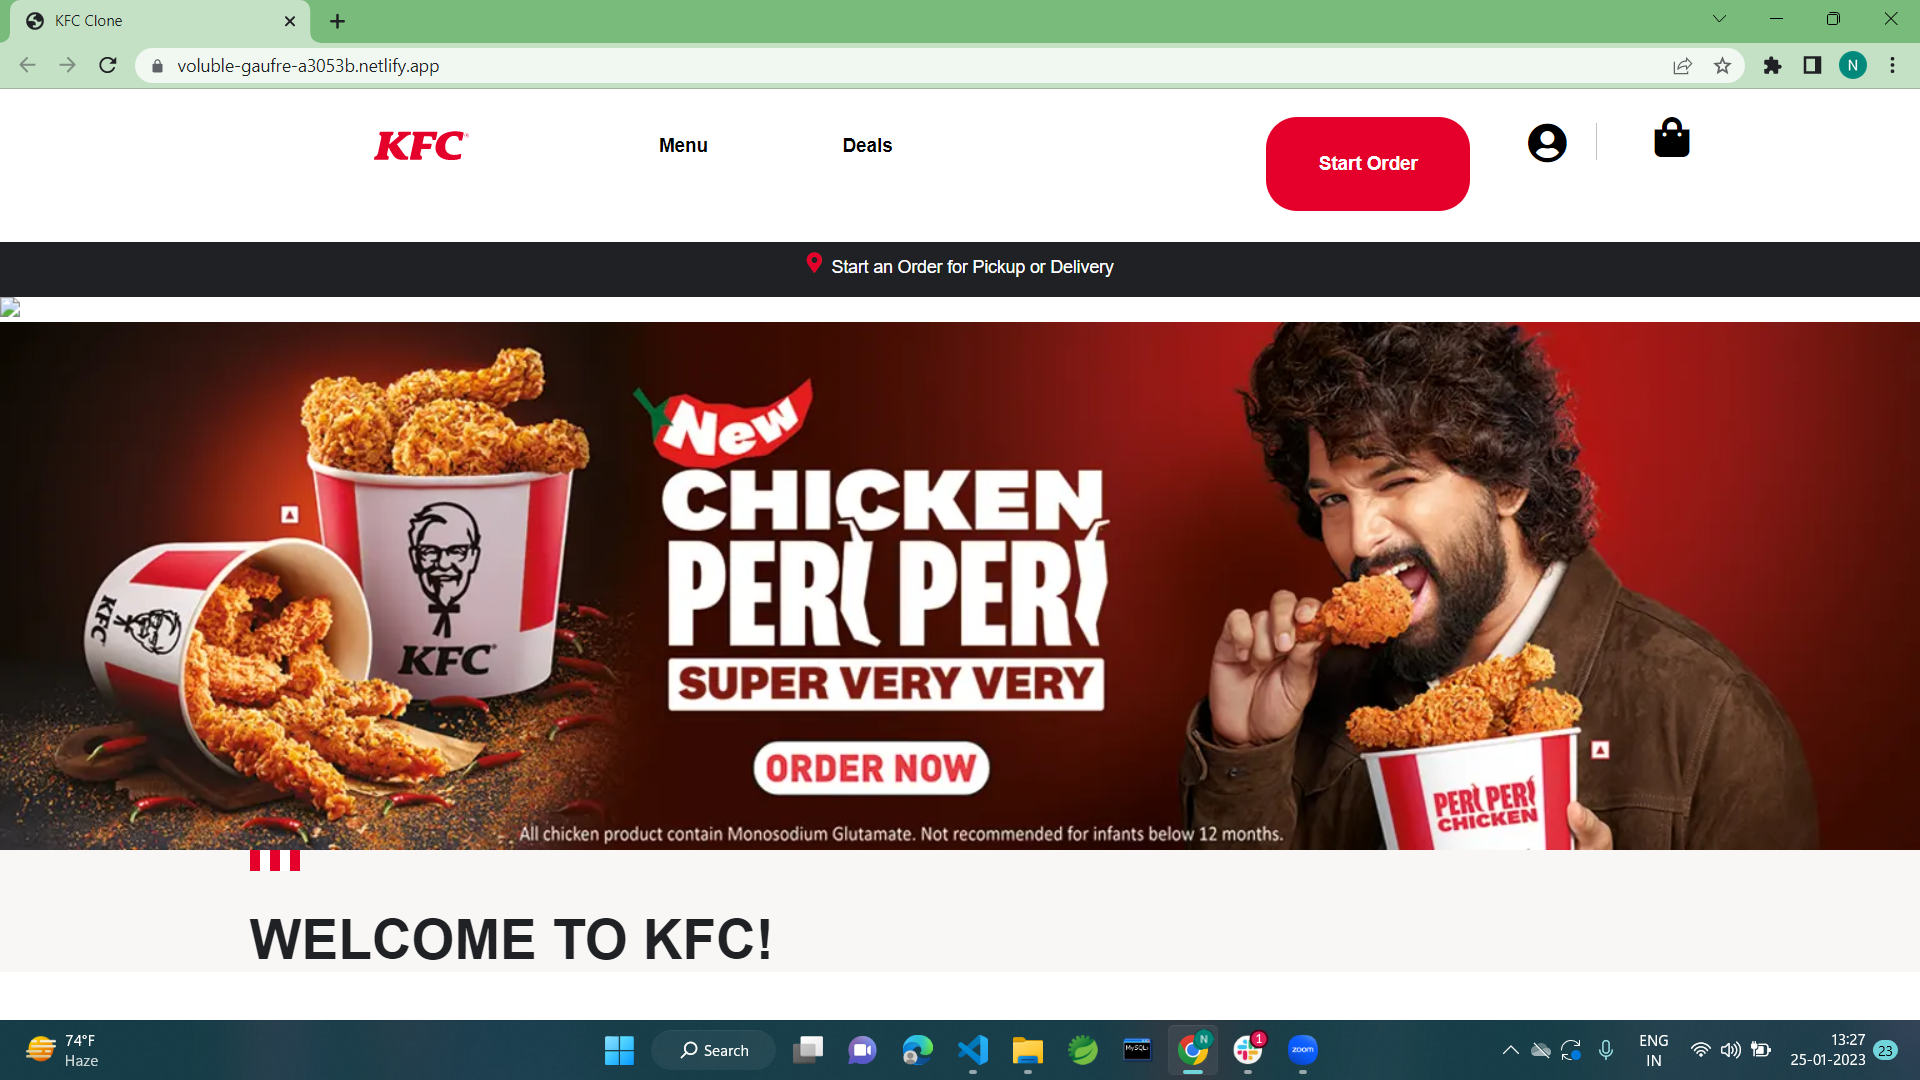 KFC Clone
voluble-gaufre-a3053b.netlify.app
N
KFC
Menu
Deals
Start Order
Start an Order for Pickup or Delivery
New
CHICKEN
PERI PERI
SUPER VERY VERY
ORDER NOW
KFC
KFC
PERI PERI
CHICKEN
All chicken product contain Monosodium Glutamate. Not recommended for infants below 12 months.
WELCOME TO KFC!
74°F
Haze
Search
MySQL
N
1
zoom
ENG
IN
13:27
25-01-2023
23